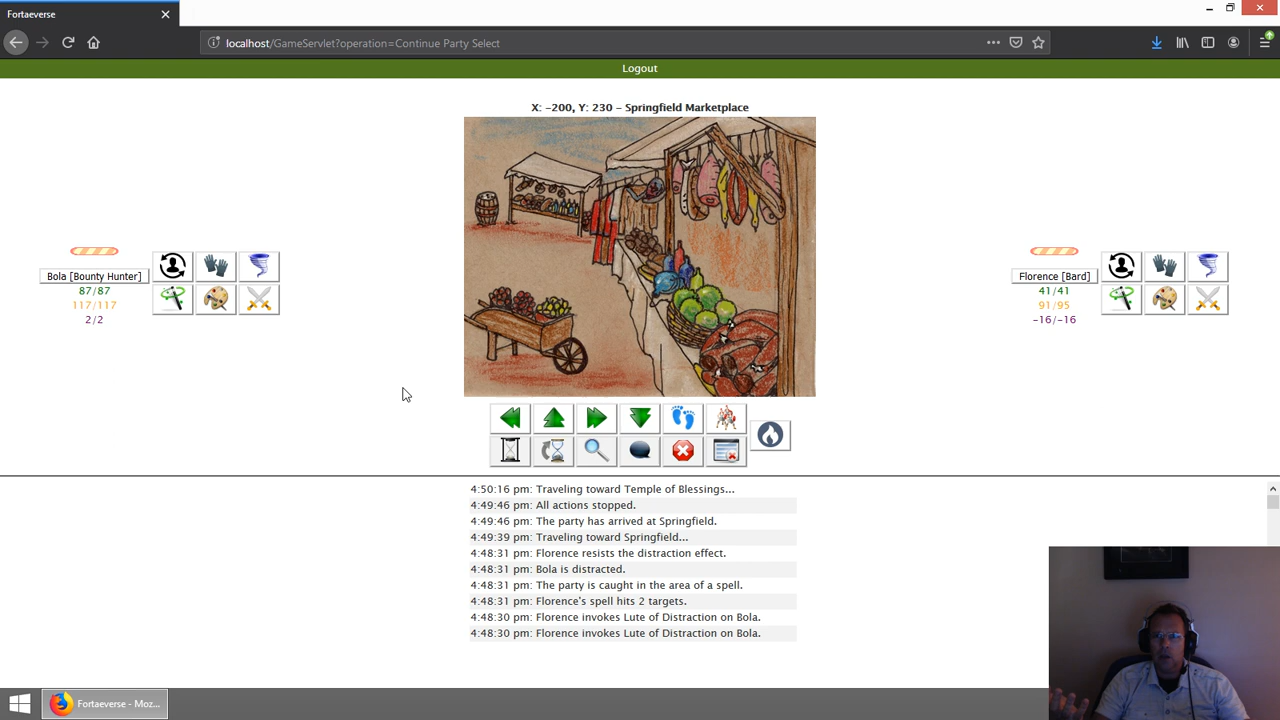 Fortaeverse
localhost/GameServlet?operation=Continue Party Select
Logout
X: -200, Y: 230 - Springfield Marketplace
Bola [Bounty Hunter]
87/87
117/117
2/2
Florence [Bard]
41/41
91/95
-16/-16
4:50:16 pm: Traveling toward Temple of Blessings...
4:49:46 pm: All actions stopped.
4:49:46 pm: The party has arrived at Springfield.
4:49:39 pm: Traveling toward Springfield...
4:48:31 pm: Florence resists the distraction effect.
4:48:31 pm: Bola is distracted.
4:48:31 pm: The party is caught in the area of a spell.
4:48:31 pm: Florence's spell hits 2 targets.
4:48:30 pm: Florence invokes Lute of Distraction on Bola.
4:48:30 pm: Florence invokes Lute of Distraction on Bola.
Fortaeverse - Moz...